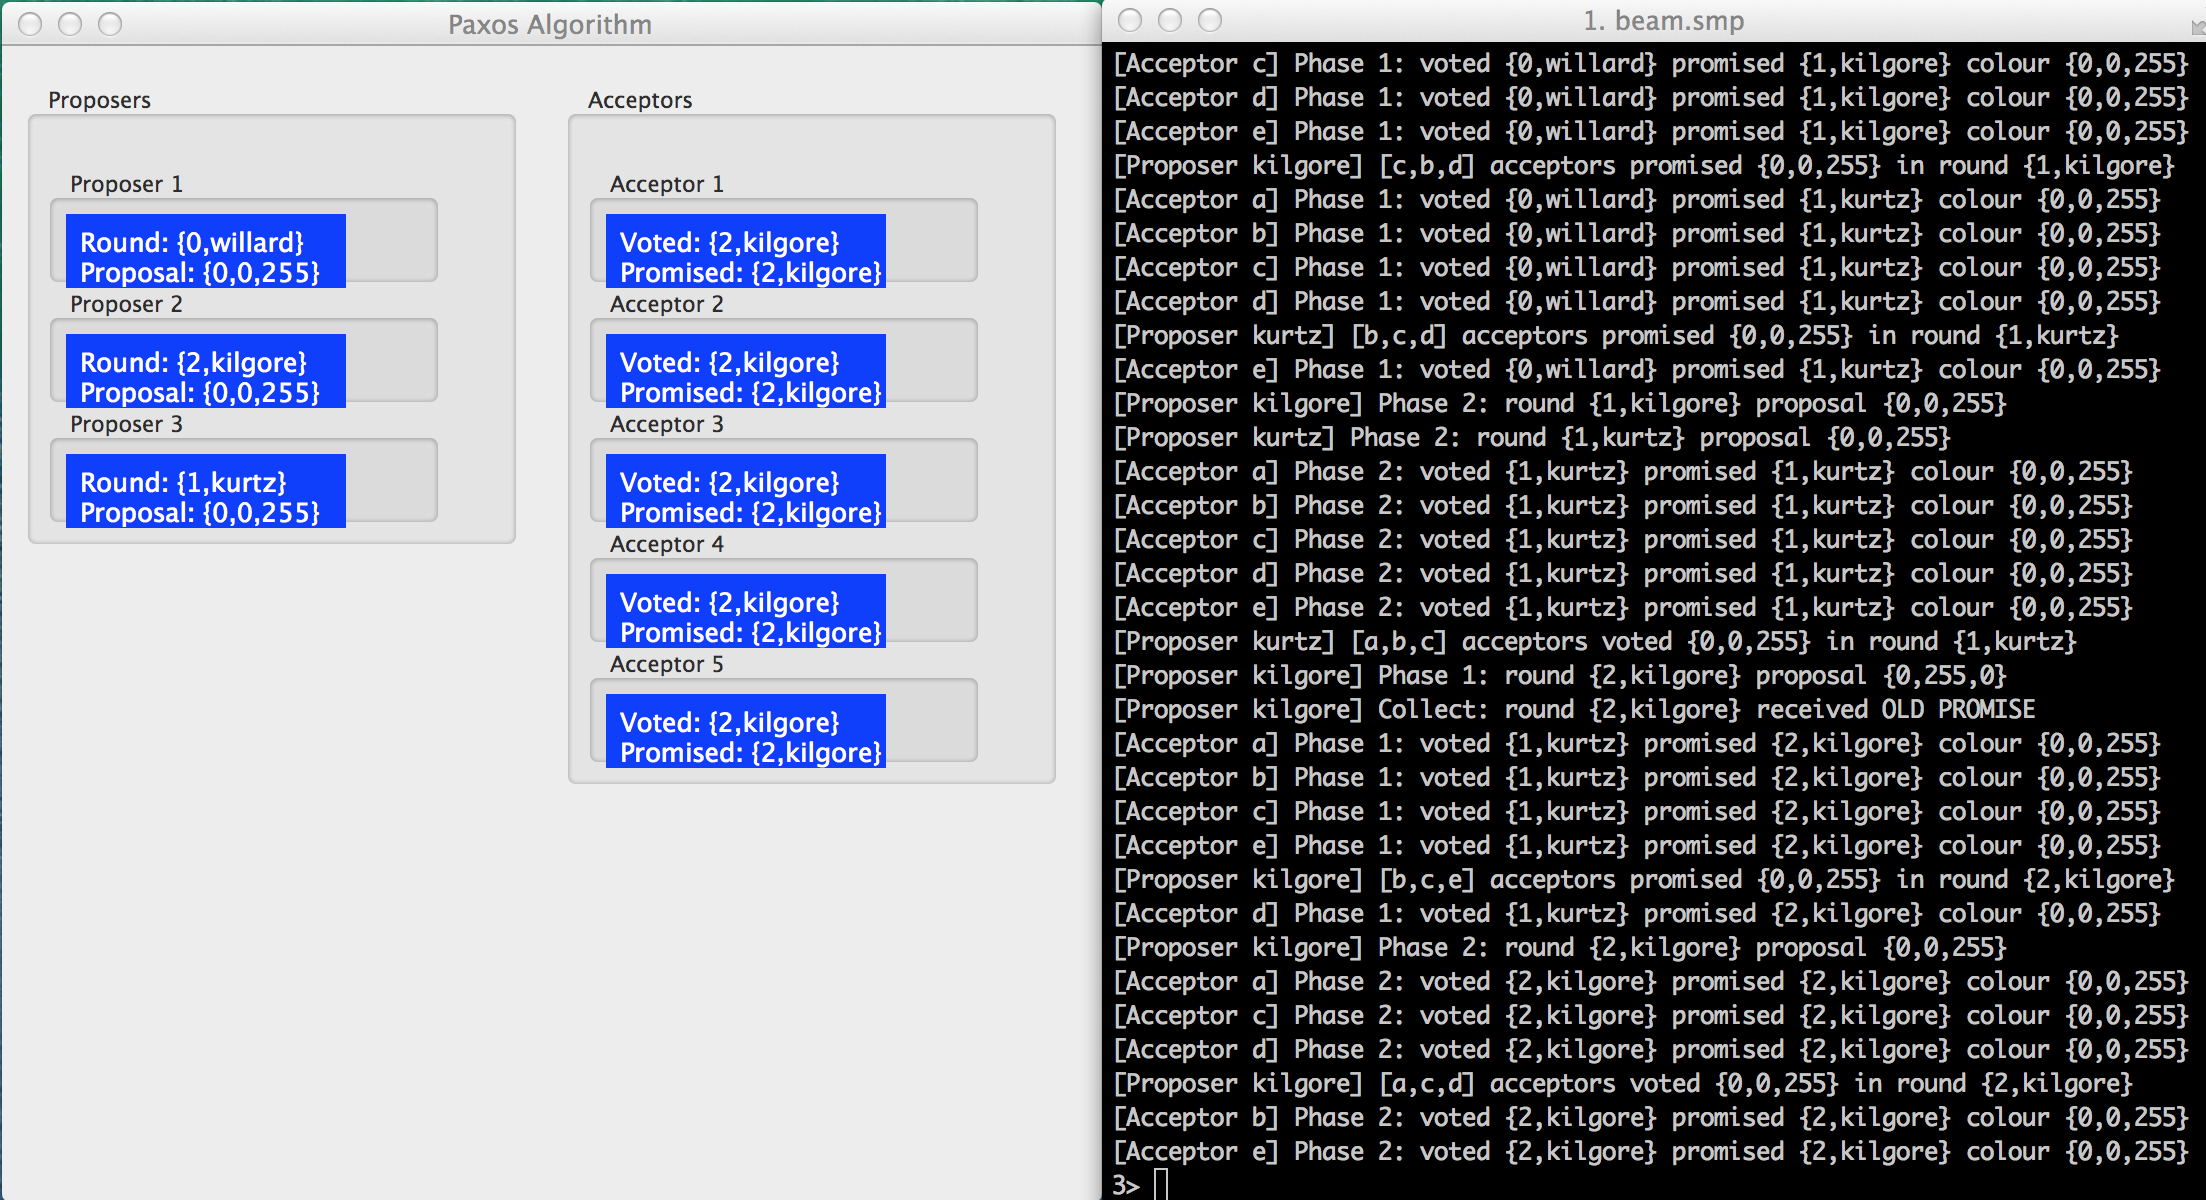 Paxos Algorithm
Proposers
Proposer 1
Round: {0,willard}
Proposal: {0,0,255}
Proposer 2
Round: {2,kilgore}
Proposal: {0,0,255}
Proposer 3
Round: {1,kurtz}
Proposal: {0,0,255}
Acceptors
Acceptor 1
Voted: {2,kilgore}
Promised: {2,kilgore}
Acceptor 2
Voted: {2,kilgore}
Promised: {2,kilgore}
Acceptor 3
Voted: {2,kilgore}
Promised: {2,kilgore}
Acceptor 4
Voted: {2,kilgore}
Promised: {2,kilgore}
Acceptor 5
Voted: {2,kilgore}
Promised: {2,kilgore}
1. beam.smp
[Acceptor c] Phase 1: voted {0,willard} promised {1,kilgore} colour {0,0,255}
[Acceptor d] Phase 1: voted {0,willard} promised {1,kilgore} colour {0,0,255}
[Acceptor e] Phase 1: voted {0,willard} promised {1,kilgore} colour {0,0,255}
[Proposer kilgore] [c,b,d] acceptors promised {0,0,255} in round {1,kilgore}
[Acceptor a] Phase 1: voted {0,willard} promised {1,kurtz} colour {0,0,255}
[Acceptor b] Phase 1: voted {0,willard} promised {1,kurtz} colour {0,0,255}
[Acceptor c] Phase 1: voted {0,willard} promised {1,kurtz} colour {0,0,255}
[Acceptor d] Phase 1: voted {0,willard} promised {1,kurtz} colour {0,0,255}
[Proposer kurtz] [b,c,d] acceptors promised {0,0,255} in round {1,kurtz}
[Acceptor e] Phase 1: voted {0,willard} promised {1,kurtz} colour {0,0,255}
[Proposer kilgore] Phase 2: round {1,kilgore} proposal {0,0,255}
[Proposer kurtz] Phase 2: round {1,kurtz} proposal {0,0,255}
[Acceptor a] Phase 2: voted {1,kurtz} promised {1,kurtz} colour {0,0,255}
[Acceptor b] Phase 2: voted {1,kurtz} promised {1,kurtz} colour {0,0,255}
[Acceptor c] Phase 2: voted {1,kurtz} promised {1,kurtz} colour {0,0,255}
[Acceptor d] Phase 2: voted {1,kurtz} promised {1,kurtz} colour {0,0,255}
[Acceptor e] Phase 2: voted {1,kurtz} promised {1,kurtz} colour {0,0,255}
[Proposer kurtz] [a,b,c] acceptors voted {0,0,255} in round {1,kurtz}
[Proposer kilgore] Phase 1: round {2,kilgore} proposal {0,255,0}
[Proposer kilgore] Collect: round {2,kilgore} received OLD PROMISE
[Acceptor a] Phase 1: voted {1,kurtz} promised {2,kilgore} colour {0,0,255}
[Acceptor b] Phase 1: voted {1,kurtz} promised {2,kilgore} colour {0,0,255}
[Acceptor c] Phase 1: voted {1,kurtz} promised {2,kilgore} colour {0,0,255}
[Acceptor e] Phase 1: voted {1,kurtz} promised {2,kilgore} colour {0,0,255}
[Proposer kilgore] [b,c,e] acceptors promised {0,0,255} in round {2,kilgore}
[Acceptor d] Phase 1: voted {1,kurtz} promised {2,kilgore} colour {0,0,255}
[Proposer kilgore] Phase 2: round {2,kilgore} proposal {0,0,255}
[Acceptor a] Phase 2: voted {2,kilgore} promised {2,kilgore} colour {0,0,255}
[Acceptor c] Phase 2: voted {2,kilgore} promised {2,kilgore} colour {0,0,255}
[Acceptor d] Phase 2: voted {2,kilgore} promised {2,kilgore} colour {0,0,255}
[Proposer kilgore] [a,c,d] acceptors voted {0,0,255} in round {2,kilgore}
[Acceptor b] Phase 2: voted {2,kilgore} promised {2,kilgore} colour {0,0,255}
[Acceptor e] Phase 2: voted {2,kilgore} promised {2,kilgore} colour {0,0,255}
3>